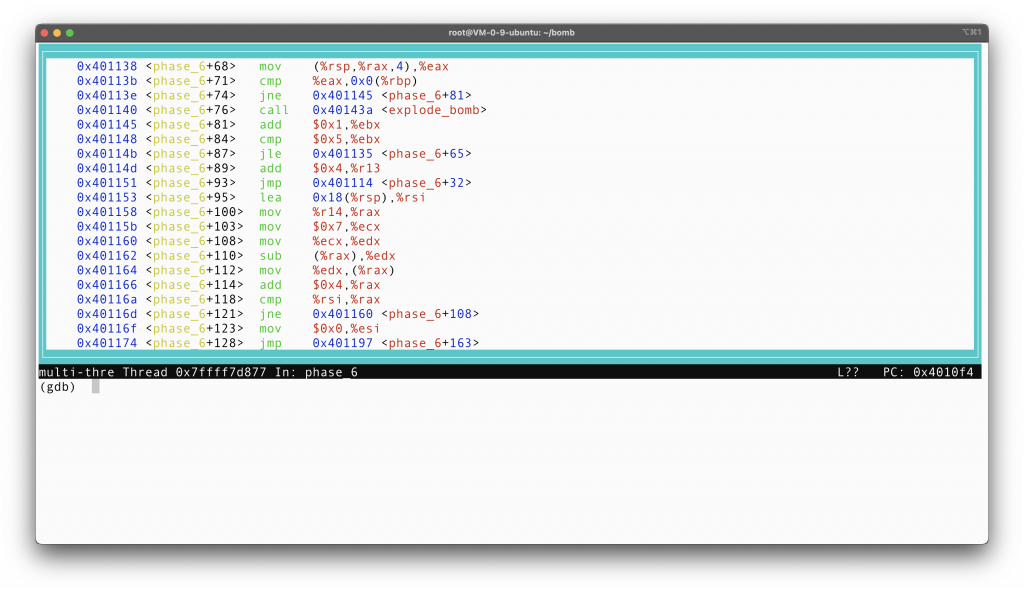 root@VM-0-9-ubuntu: ~/bomb ⌥⌘1
0x401138 <phase_6+68> mov (%rsp,%rax,4),%eax
0x40113b <phase_6+71> cmp %eax,0x0(%rbp)
0x40113e <phase_6+74> jne 0x401145 <phase_6+81>
0x401140 <phase_6+76> call 0x40143a <explode_bomb>
0x401145 <phase_6+81> add $0x1,%ebx
0x401148 <phase_6+84> cmp $0x5,%ebx
0x40114b <phase_6+87> jle 0x401135 <phase_6+65>
0x40114d <phase_6+89> add $0x4,%r13
0x401151 <phase_6+93> jmp 0x401114 <phase_6+32>
0x401153 <phase_6+95> lea 0x18(%rsp),%rsi
0x401158 <phase_6+100> mov %r14,%rax
0x40115b <phase_6+103> mov $0x7,%ecx
0x401160 <phase_6+108> mov %ecx,%edx
0x401162 <phase_6+110> sub (%rax),%edx
0x401164 <phase_6+112> mov %edx,(%rax)
0x401166 <phase_6+114> add $0x4,%rax
0x40116a <phase_6+118> cmp %rsi,%rax
0x40116d <phase_6+121> jne 0x401160 <phase_6+108>
0x40116f <phase_6+123> mov $0x0,%esi
0x401174 <phase_6+128> jmp 0x401197 <phase_6+163>
multi-thre Thread 0x7ffff7d877 In: phase_6 L?? PC: 0x4010f4
(gdb)